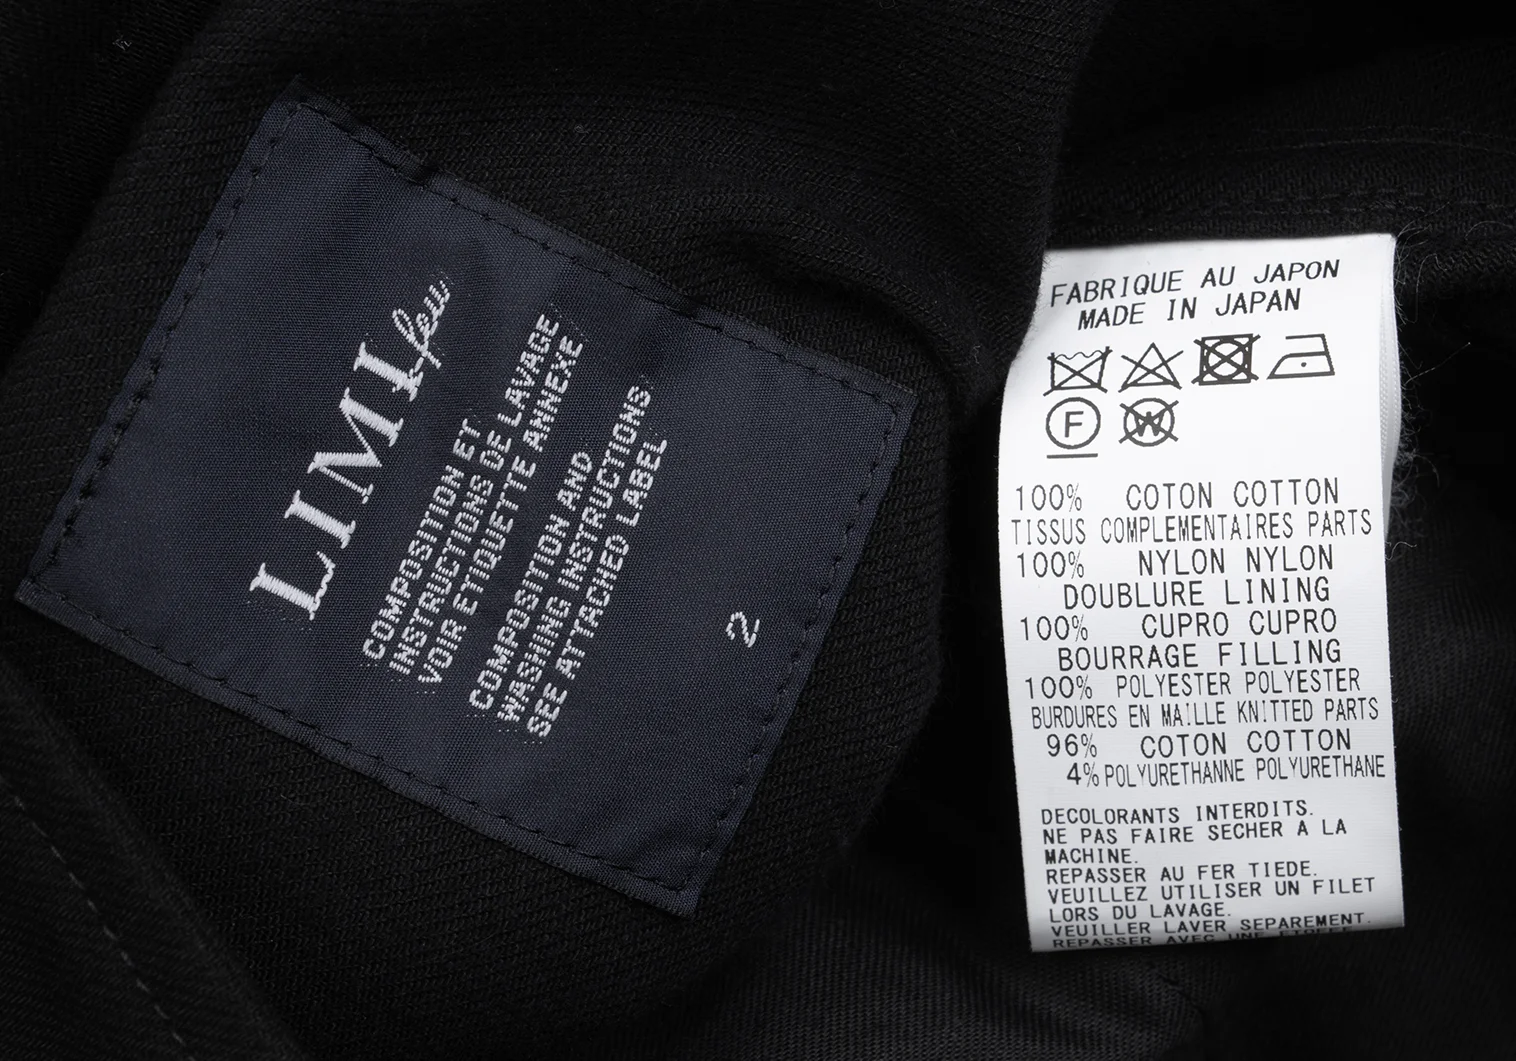 LIMI feu
COMPOSITION ET
INSTRUCTIONS DE LAVAGE
VOIR ETIQUETTE ANNEXE
COMPOSITION AND
WASHING INSTRUCTIONS
SEE ATTACHED LABEL
2
FABRIQUE AU JAPON
MADE IN JAPAN
F W
100% COTON COTTON
TISSUS COMPLEMENTAIRES PARTS
100% NYLON NYLON
DOUBLURE LINING
100% CUPRO CUPRO
BOURRAGE FILLING
100% POLYESTER POLYESTER
BURDURES EN MAILLE KNITTED PARTS
96% COTON COTTON
4% POLYURETHANNE POLYURETHANE
DECOLORANTS INTERDITS.
NE PAS FAIRE SECHER A LA
MACHINE.
REPASSER AU FER TIEDE.
VEUILLEZ UTILISER UN FILET
LORS DU LAVAGE.
VEUILLER LAVER SEPAREMENT.
REPASSER AVEC UNE ETOFFE